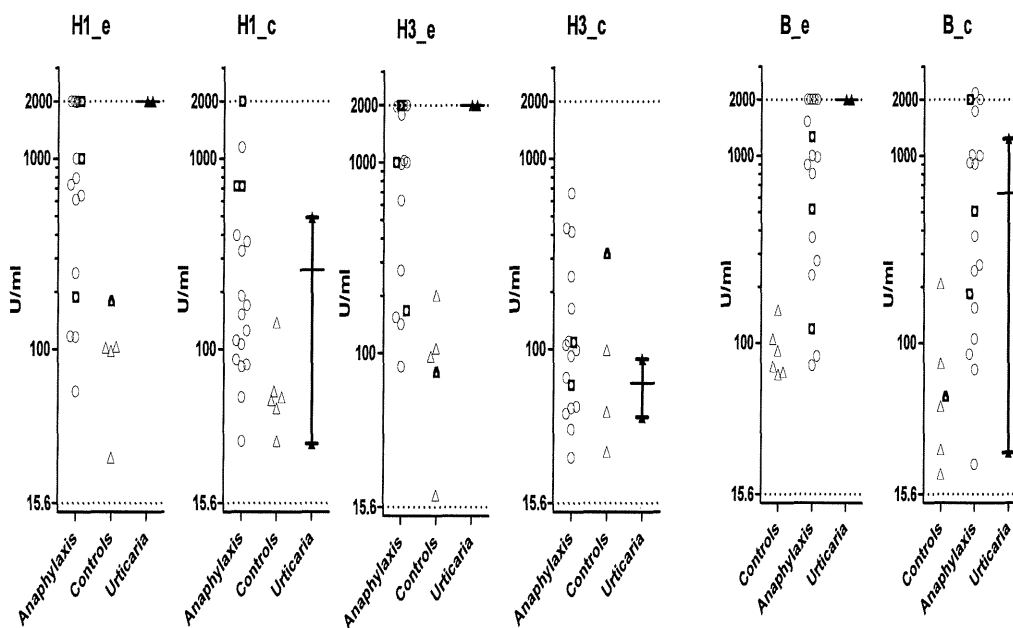 H1_e
H1_c
H3_e
H3_c
B_e
B_c
2000
1000
100
15.6
U/ml
Anaphylaxis
Controls
Urticaria
2000
1000
100
15.6
U/ml
Anaphylaxis
Controls
Urticaria
2000
1000
100
15.6
U/ml
Anaphylaxis
Controls
Urticaria
2000
1000
100
15.6
U/ml
Anaphylaxis
Controls
Urticaria
2000
1000
100
15.6
U/ml
Controls
Anaphylaxis
Urticaria
2000
1000
100
15.6
U/ml
Controls
Anaphylaxis
Urticaria